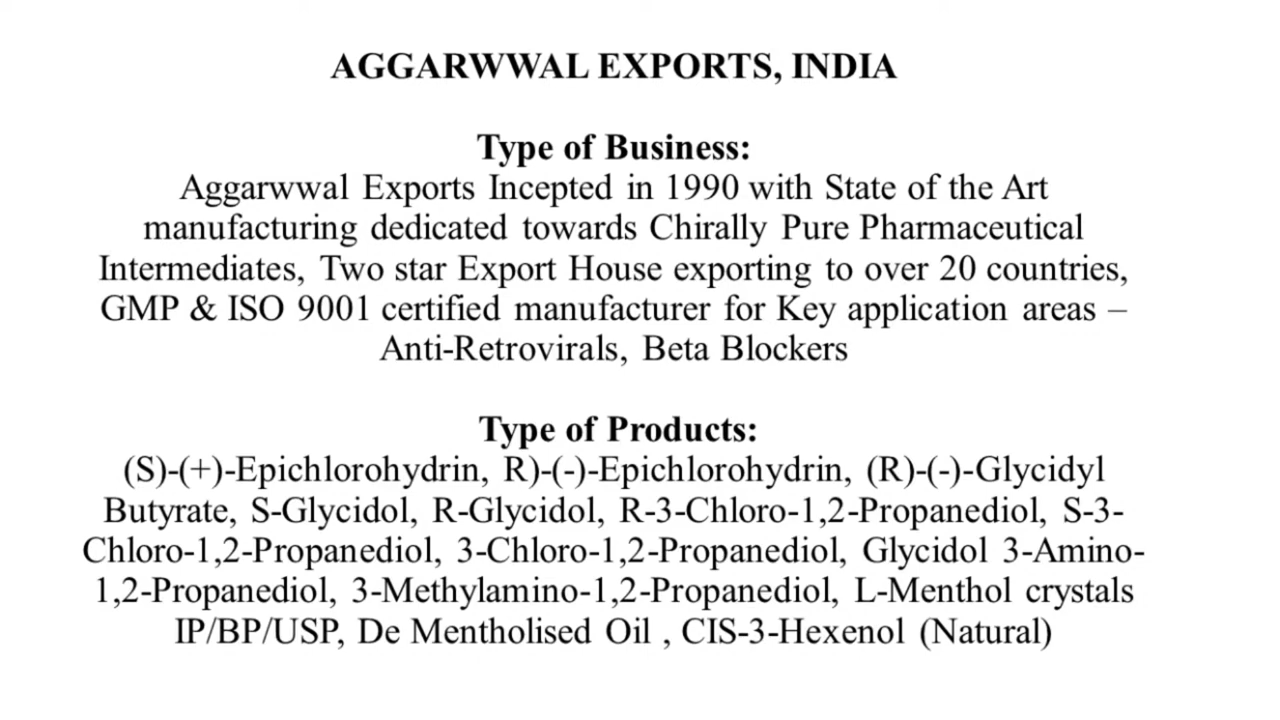 AGGARWWAL EXPORTS, INDIA
Type of Business:
Aggarwwal Exports Incepted in 1990 with State of the Art
manufacturing dedicated towards Chirally Pure Pharmaceutical
Intermediates, Two star Export House exporting to over 20 countries,
GMP & ISO 9001 certified manufacturer for Key application areas –
Anti-Retrovirals, Beta Blockers
Type of Products:
(S)-(+)-Epichlorohydrin, R)-(-)-Epichlorohydrin, (R)-(-)-Glycidyl
Butyrate, S-Glycidol, R-Glycidol, R-3-Chloro-1,2-Propanediol, S-3-
Chloro-1,2-Propanediol, 3-Chloro-1,2-Propanediol, Glycidol 3-Amino-
1,2-Propanediol, 3-Methylamino-1,2-Propanediol, L-Menthol crystals
IP/BP/USP, De Mentholised Oil , CIS-3-Hexenol (Natural)